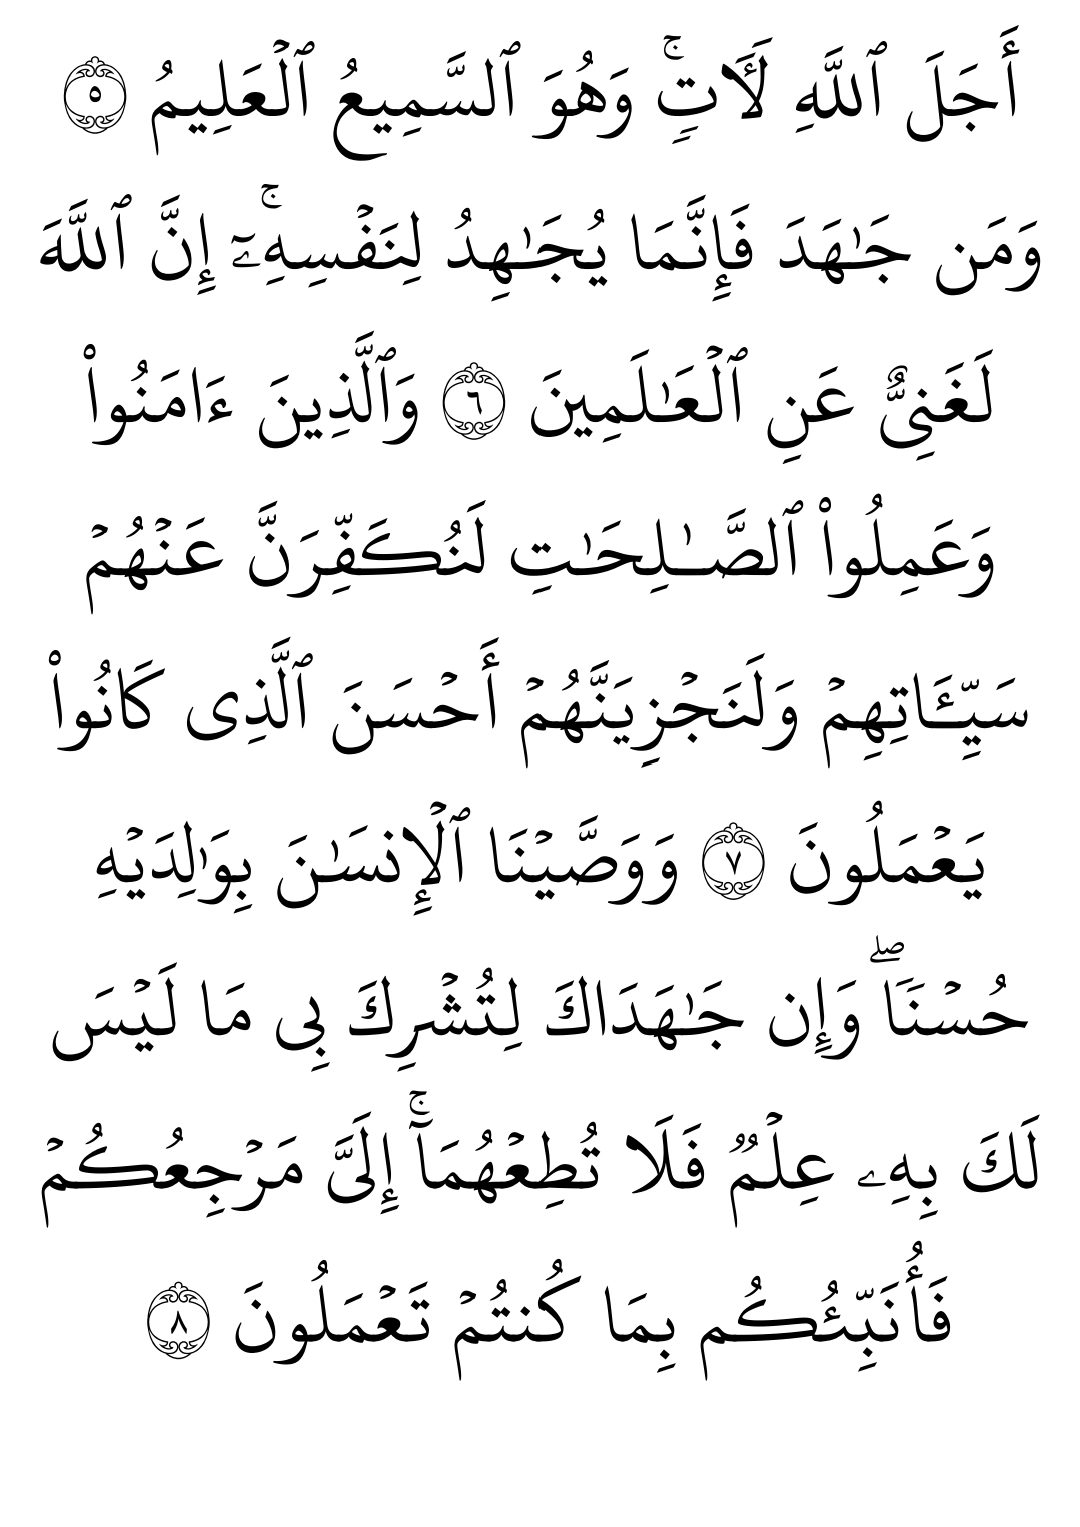 أَجَلَ ٱللَّهِ لَـَٔاتٖۚ وَهُوَ ٱلسَّمِيعُ ٱلۡعَلِيمُ ٥
وَمَن جَٰهَدَ فَإِنَّمَا يُجَٰهِدُ لِنَفۡسِهِۦٓۚ إِنَّ ٱللَّهَ
لَغَنِيٌّ عَنِ ٱلۡعَٰلَمِينَ ٦ وَٱلَّذِينَ ءَامَنُواْ
وَعَمِلُواْ ٱلصَّٰلِحَٰتِ لَنُكَفِّرَنَّ عَنۡهُمۡ
سَيِّـَٔاتِهِمۡ وَلَنَجۡزِيَنَّهُمۡ أَحۡسَنَ ٱلَّذِي كَانُواْ
يَعۡمَلُونَ ٧ وَوَصَّيۡنَا ٱلۡإِنسَٰنَ بِوَٰلِدَيۡهِ
حُسۡنٗاۖ وَإِن جَٰهَدَاكَ لِتُشۡرِكَ بِي مَا لَيۡسَ
لَكَ بِهِۦ عِلۡمٞ فَلَا تُطِعۡهُمَآۚ إِلَيَّ مَرۡجِعُكُمۡ
فَأُنَبِّئُكُم بِمَا كُنتُمۡ تَعۡمَلُونَ ٨